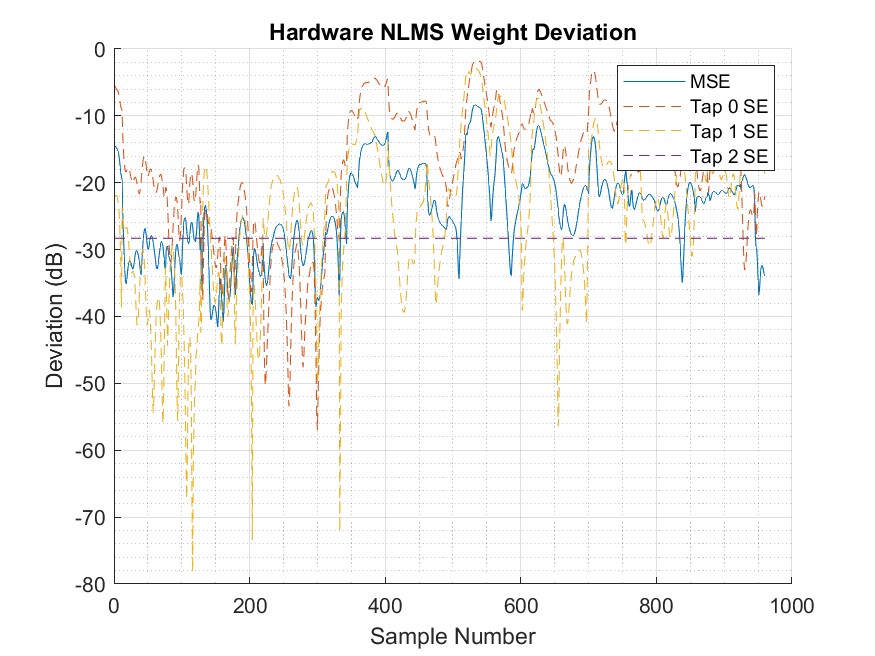 Hardware NLMS Weight Deviation
0
-10
-20
-30
-40
-50
-60
-70
-80
Deviation (dB)
MSE
Tap 0 SE
Tap 1 SE
Tap 2 SE
0 200 400 600 800 1000
Sample Number